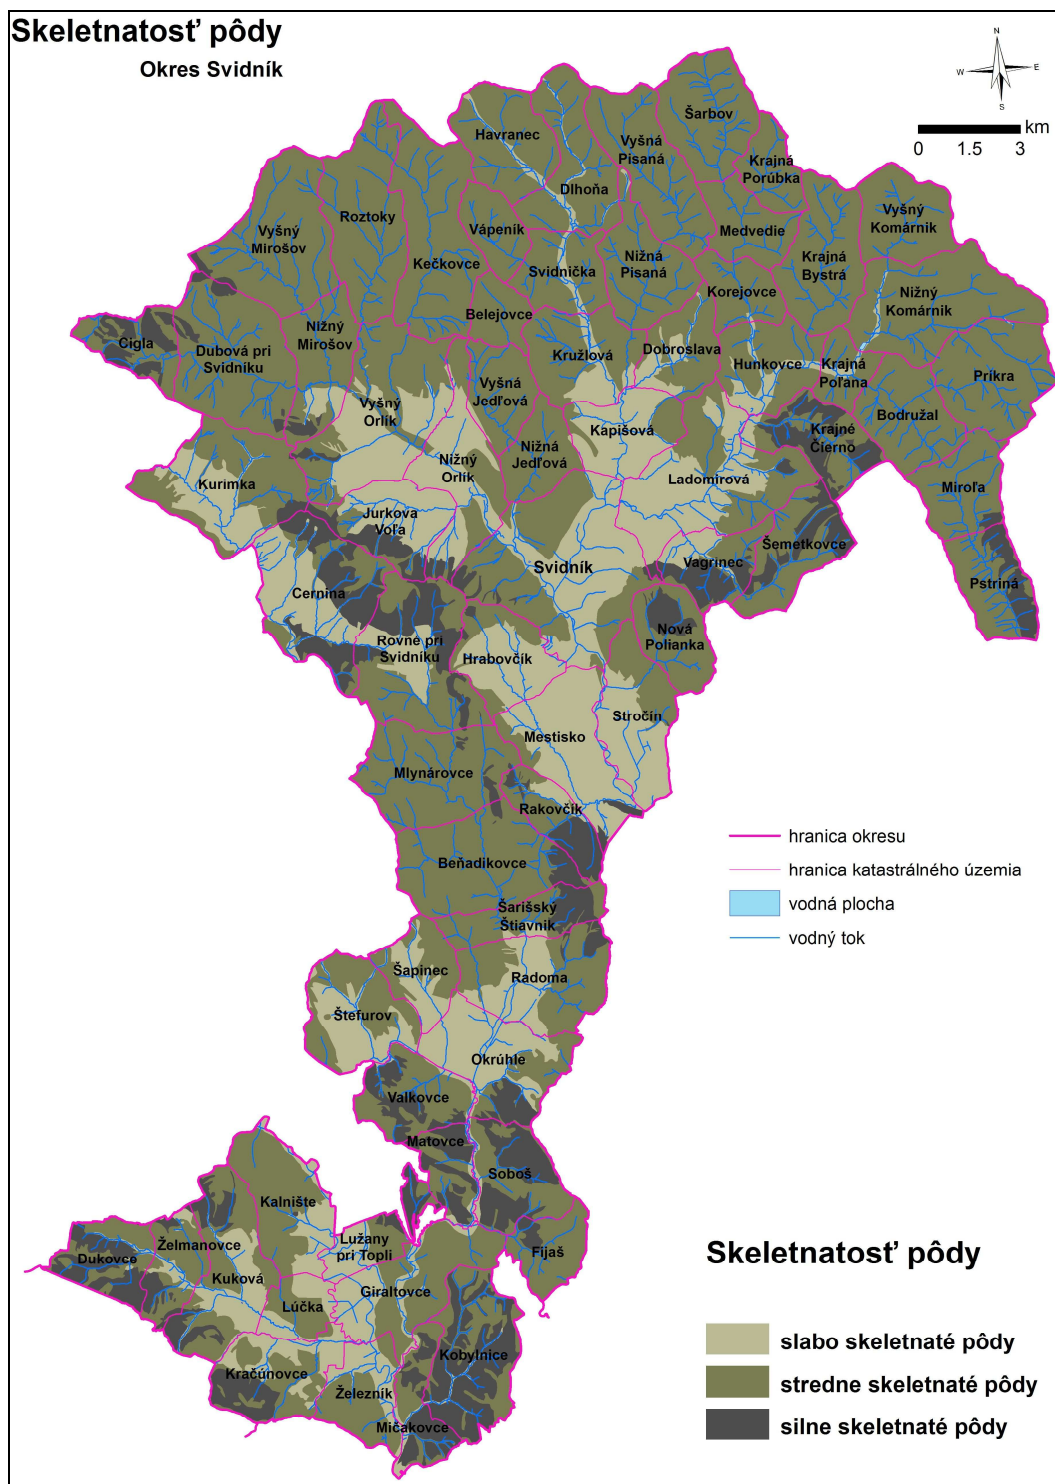 Skeletnatosť pôdy
Okres Svidník
N
W
E
S
km
0 1.5 3
Šarbov
Havranec
Vyšná
Pisaná
Krajná
Porúbka
Dlhoňa
Roztoky
Vyšný
Mirošov
Vápeník
Medvedie
Vyšný
Komárnik
Kečkovce
Svidnička
Nižná
Pisaná
Krajná
Bystrá
Korejovce
Nižný
Komárnik
Belejovce
Nižný
Mirošov
Cigla
Dubová pri
Svidníku
Kružlová
Dobroslava
Hunkovce
Krajná
Poľana
Príkra
Vyšná
Jedľová
Vyšný
Orlík
Bodružal
Kapišová
Krajné
Čierno
Nižná
Jedľová
Nižný
Orlík
Kurimka
Ladomirová
Miroľa
Jurkova
Voľa
Šemetkovce
Svidník
Vagrinec
Pstriná
Cernina
Nová
Polianka
Rovné pri
Svidníku
Hrabovčík
Stročín
Mestisko
Mlynárovce
Rakovčík
Beňadikovce
Šarišský
Štiavnik
Šapinec
Radoma
Štefurov
Okrúhle
Valkovce
Matovce
Soboš
Kalnište
Lužany
pri Topli
Fijaš
Želmanovce
Dukovce
Kuková
Giraltovce
Lúčka
Kobylnice
Kračúnovce
Železník
Mičakovce
hranica okresu
hranica katastrálného územia
vodná plocha
vodný tok
Skeletnatosť pôdy
slabo skeletnaté pôdy
stredne skeletnaté pôdy
silne skeletnaté pôdy